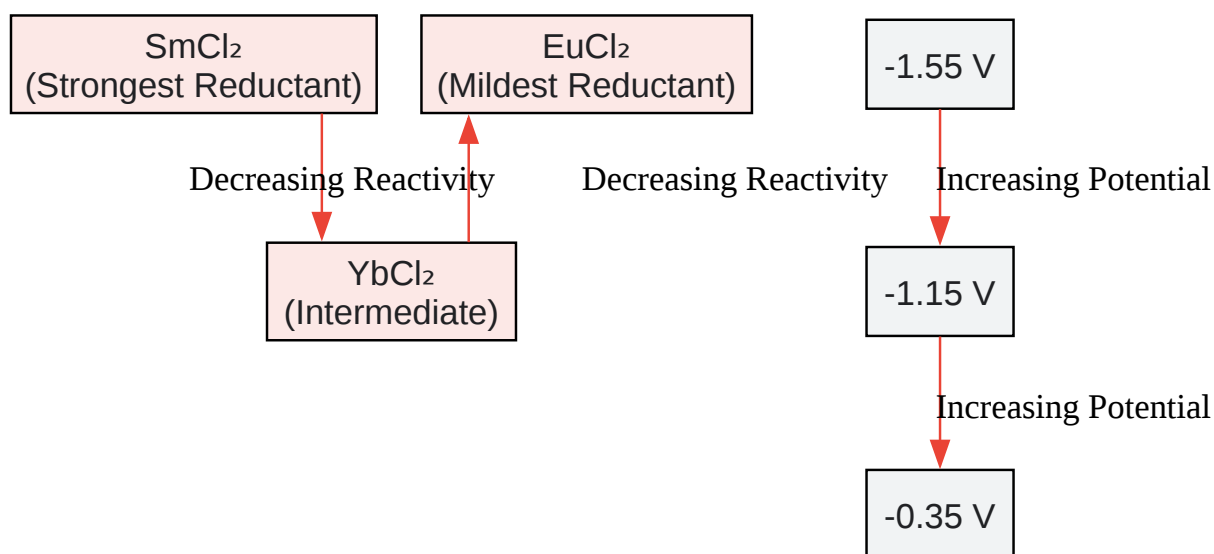 SmCl₂
(Strongest Reductant)
EuCl₂
(Mildest Reductant)
-1.55 V
Decreasing Reactivity
Decreasing Reactivity
Increasing Potential
YbCl₂
(Intermediate)
-1.15 V
Increasing Potential
-0.35 V